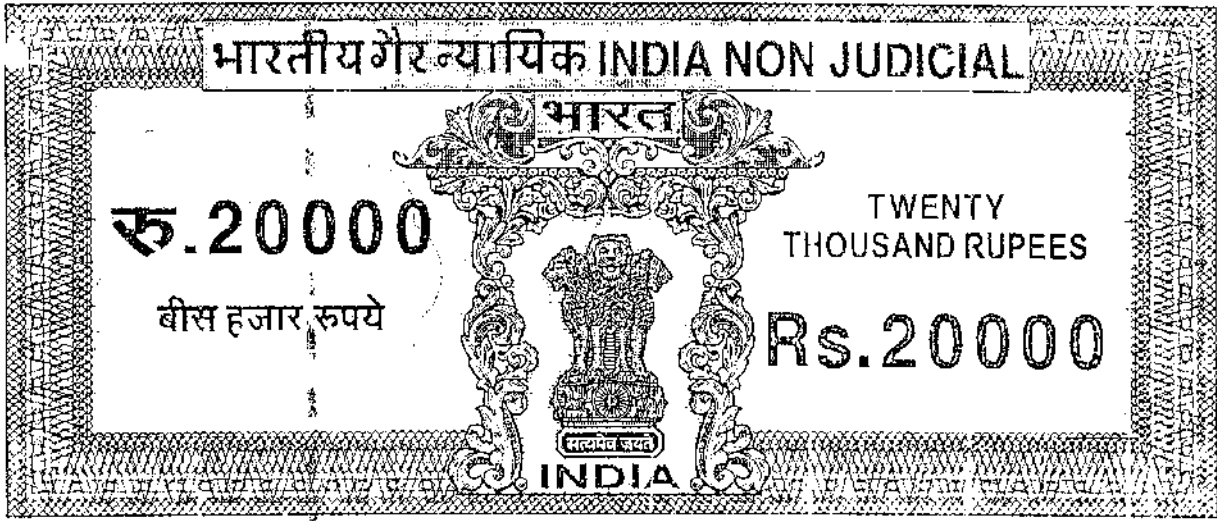 भारतीय गैर न्यायिक INDIA NON JUDICIAL
भारत
रु.20000
बीस हजार रुपये
TWENTY
THOUSAND RUPEES
Rs.20000
सत्यमेव जयते
INDIA